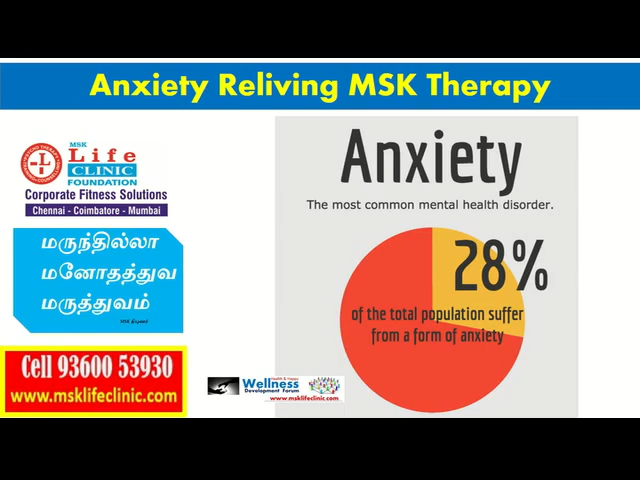 Anxiety Reliving MSK Therapy
MSK
Life
CLINIC
FOUNDATION
Corporate Fitness Solutions
Chennai - Coimbatore - Mumbai
மருந்தில்லா
மனோதத்துவ
மருத்துவம்
Cell 93600 53930
www.msklifeclinic.com
Anxiety
The most common mental health disorder.
28%
of the total population suffer
from a form of anxiety
Health & Happy
Wellness
Development Forum
www.msklifeclinic.com